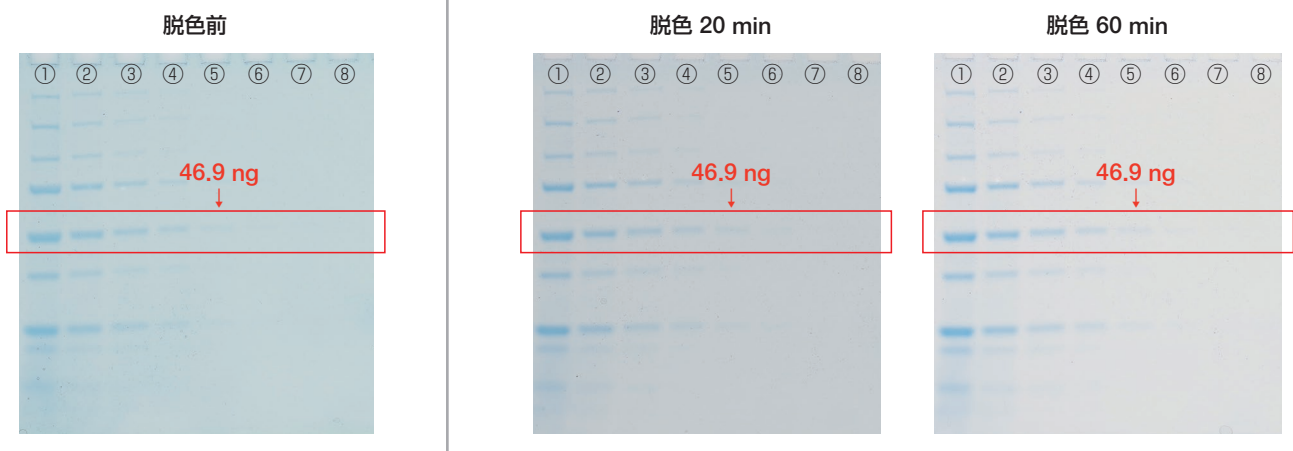 脱色前
① ② ③ ④ ⑤ ⑥ ⑦ ⑧
46.9 ng
脱色 20 min
① ② ③ ④ ⑤ ⑥ ⑦ ⑧
46.9 ng
脱色 60 min
① ② ③ ④ ⑤ ⑥ ⑦ ⑧
46.9 ng